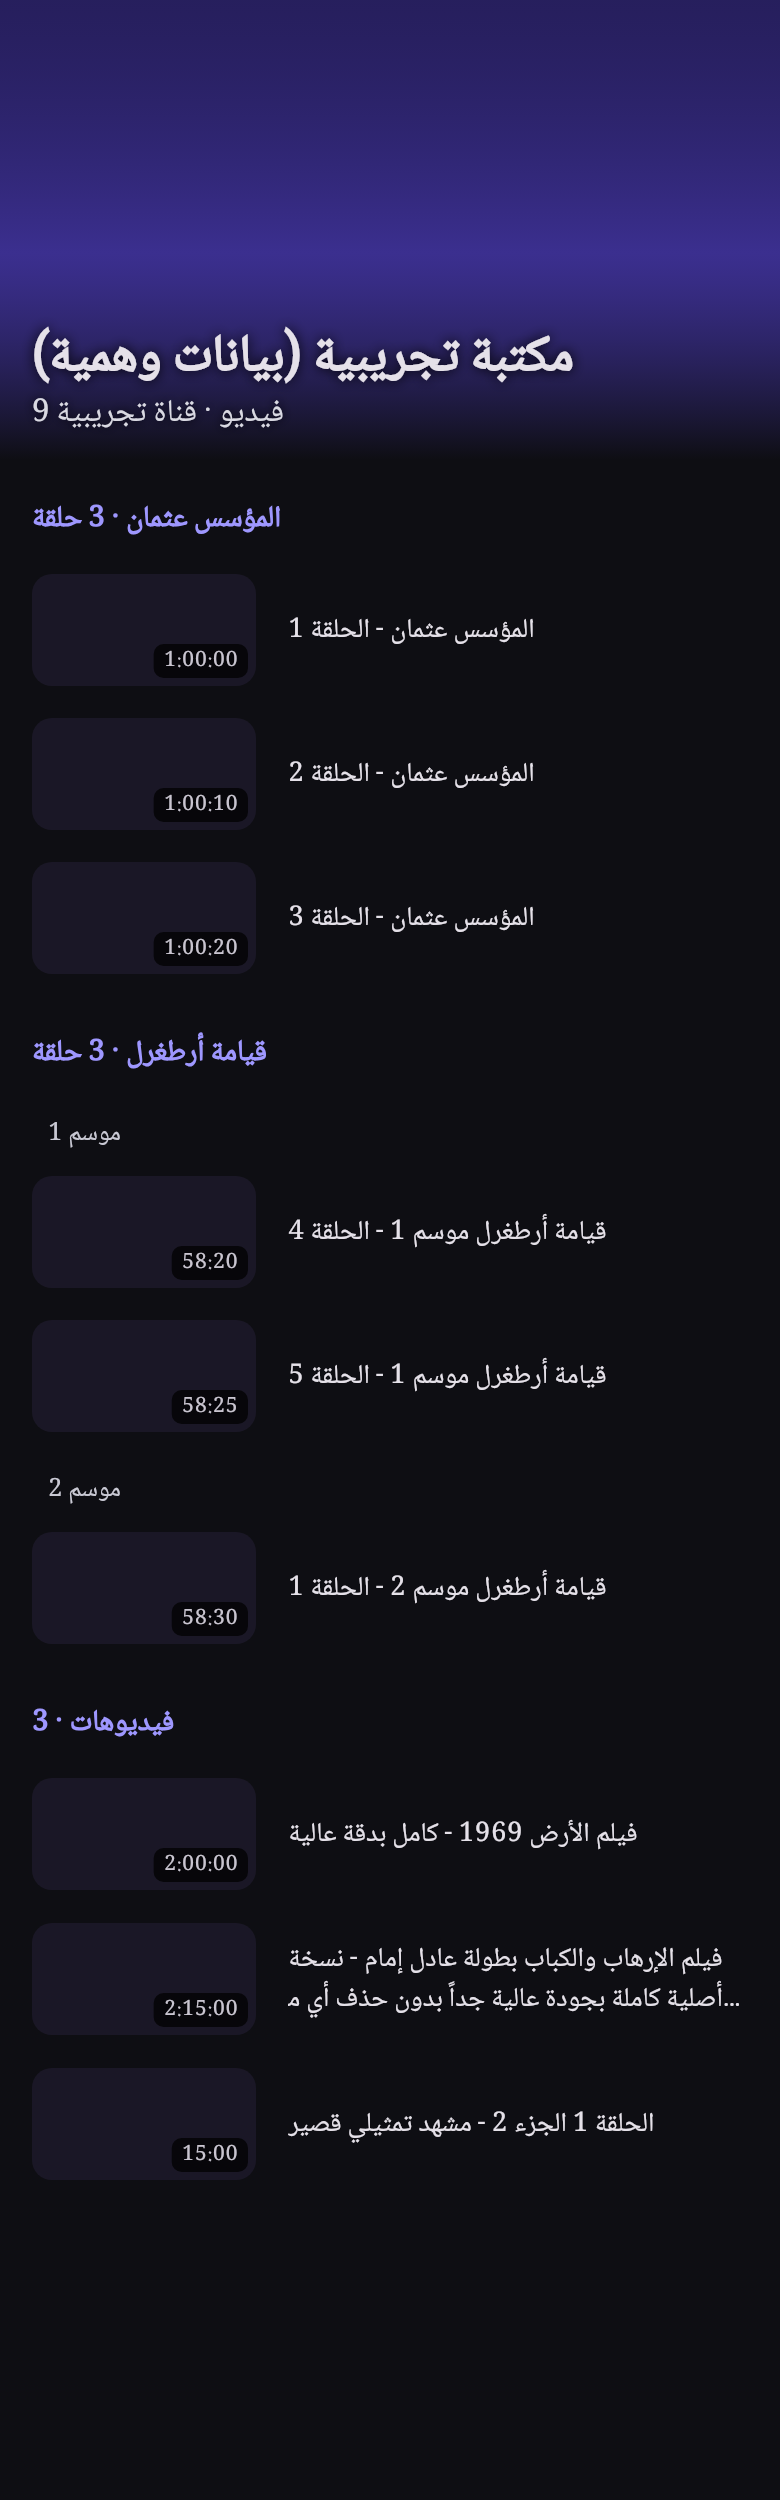 مكتبة تجريبية (بيانات وهمية)
9 فيديو · قناة تجريبية
المؤسس عثمان · 3 حلقة
المؤسس عثمان - الحلقة 1
1:00:00
المؤسس عثمان - الحلقة 2
1:00:10
المؤسس عثمان - الحلقة 3
1:00:20
قيامة أرطغرل · 3 حلقة
موسم 1
قيامة أرطغرل موسم 1 - الحلقة 4
58:20
قيامة أرطغرل موسم 1 - الحلقة 5
58:25
موسم 2
قيامة أرطغرل موسم 2 - الحلقة 1
58:30
فيديوهات · 3
فيلم الأرض 1969 - كامل بدقة عالية
2:00:00
فيلم الإرهاب والكباب بطولة عادل إمام - نسخة
أصلية كاملة بجودة عالية جداً بدون حذف أي م...
2:15:00
الحلقة 1 الجزء 2 - مشهد تمثيلي قصير
15:00